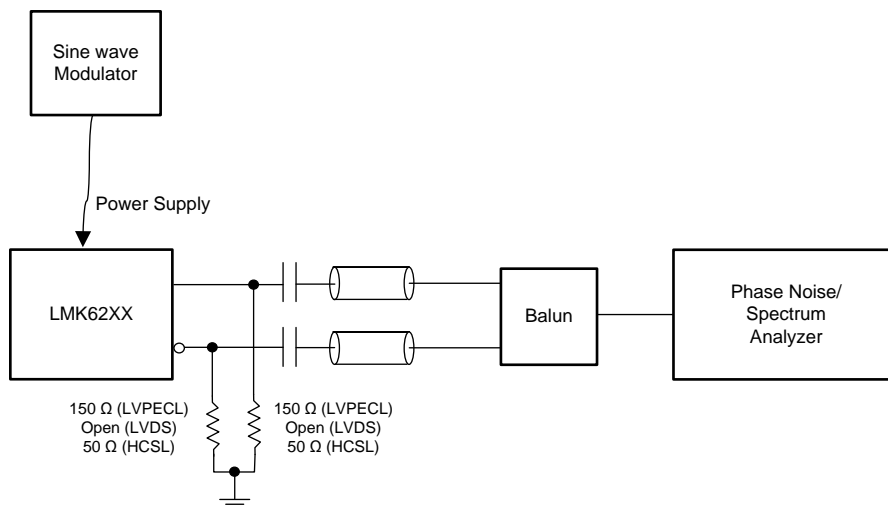 Sine wave
Modulator
Power Supply
LMK62XX
Balun
Phase Noise/
Spectrum
Analyzer
150 Ω (LVPECL)
Open (LVDS)
50 Ω (HCSL)
150 Ω (LVPECL)
Open (LVDS)
50 Ω (HCSL)